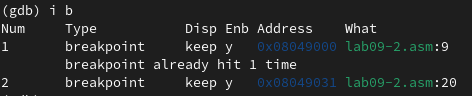 (gdb) i b
Num     Type           Disp Enb Address    What
1       breakpoint     keep y   0x08049000 lab09-2.asm:9
        breakpoint already hit 1 time
2       breakpoint     keep y   0x08049031 lab09-2.asm:20